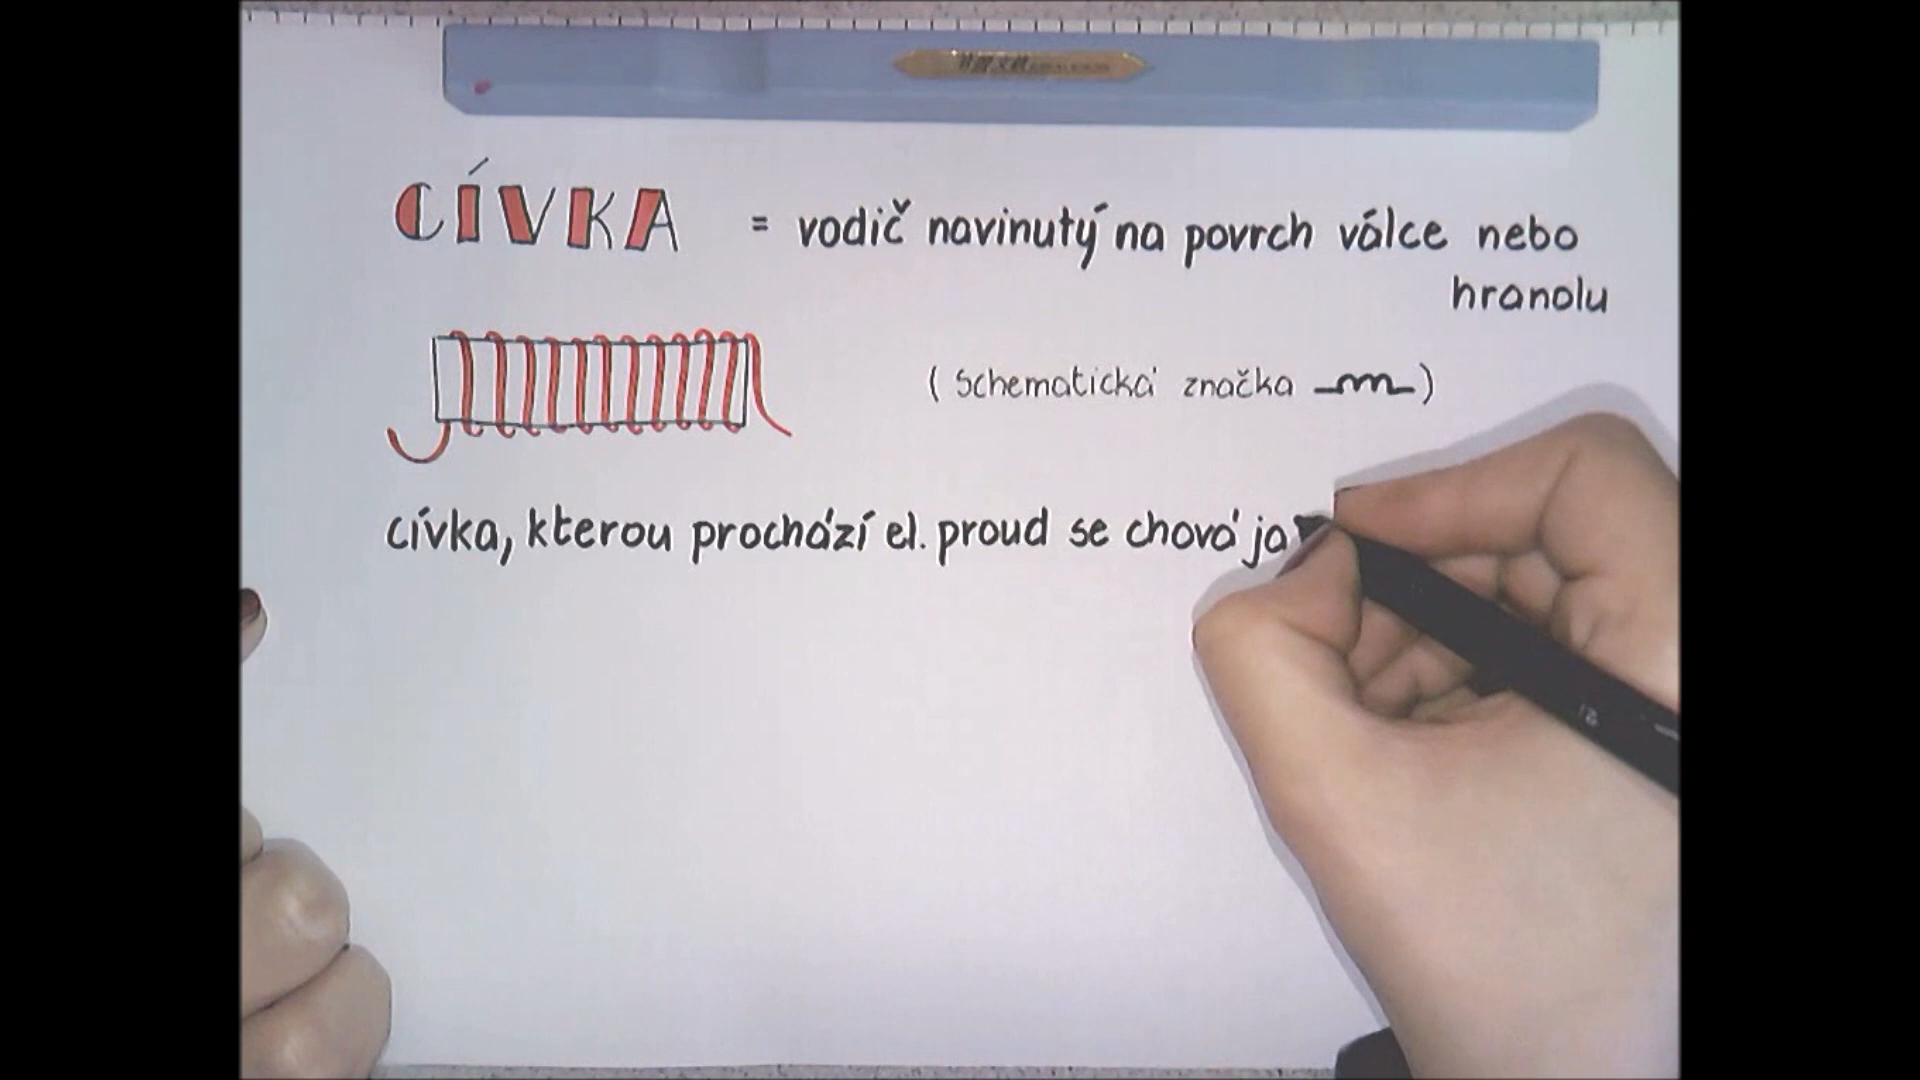 CÍVKA = vodič navinutý na povrch válce nebo
hranolu
(schematická značka )
cívka, kterou prochází el. proud se chová ja